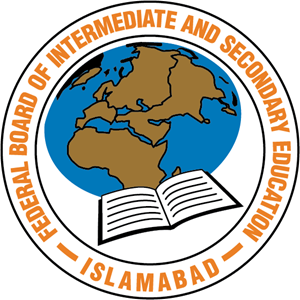 FEDERAL BOARD OF INTERMEDIATE AND SECONDARY EDUCATION
ISLAMABAD